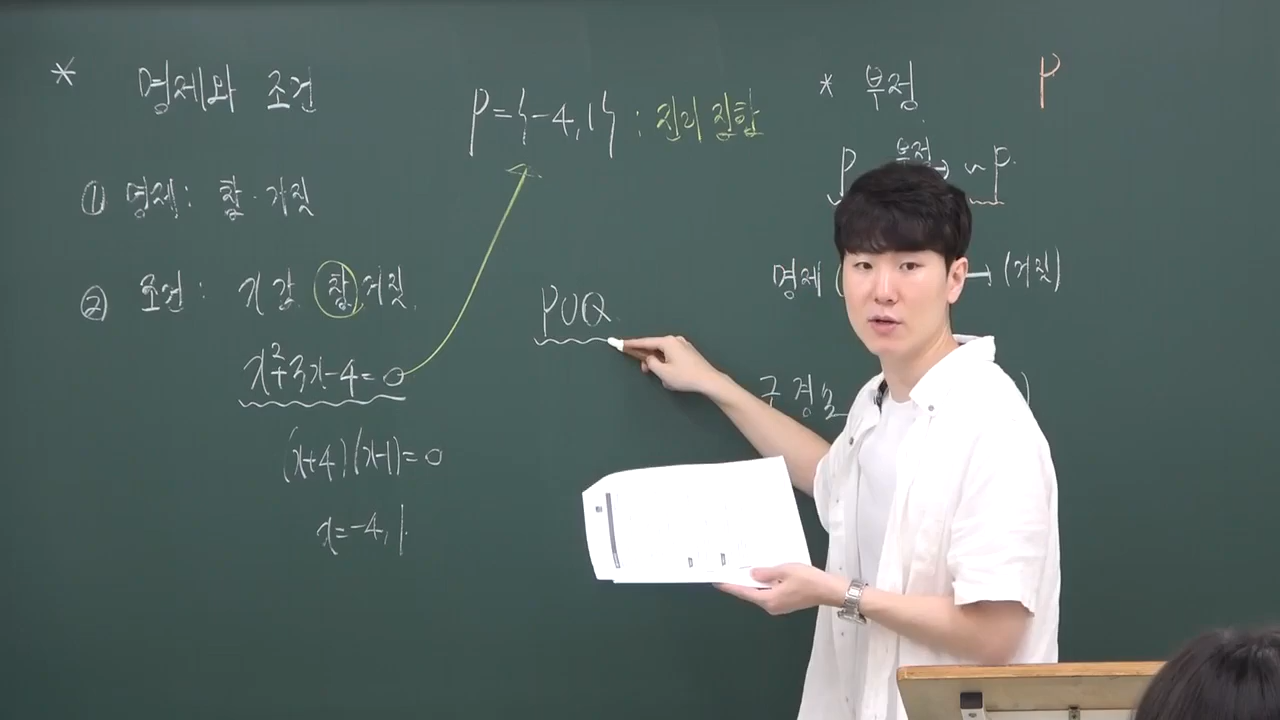 * 명제와 조건
① 명제: 참·거짓
② 조건: x값 참, 거짓
x²+3x-4=0
(x+4)(x-1)=0
x=-4, 1.
P={-4, 1} : 진리집합
P∪Q
* 부정
P
p 부정→ ~p.
명제 ( → (거짓)